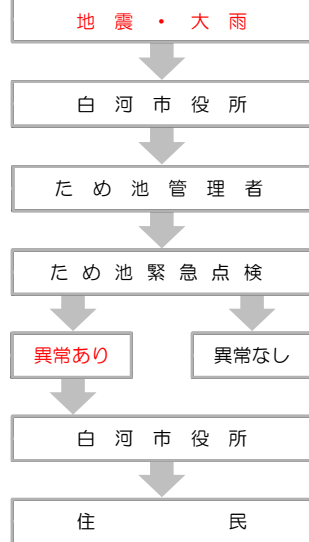 地震・大雨
白河市役所
ため池管理者
ため池緊急点検
異常あり 異常なし
白河市役所
住民